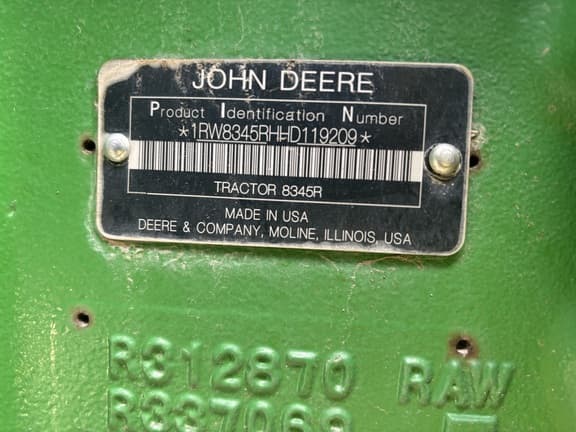 JOHN DEERE
Product Identification Number
*1RW8345RHHD119209*
TRACTOR 8345R
MADE IN USA
DEERE & COMPANY, MOLINE, ILLINOIS, USA
R312870 RAW